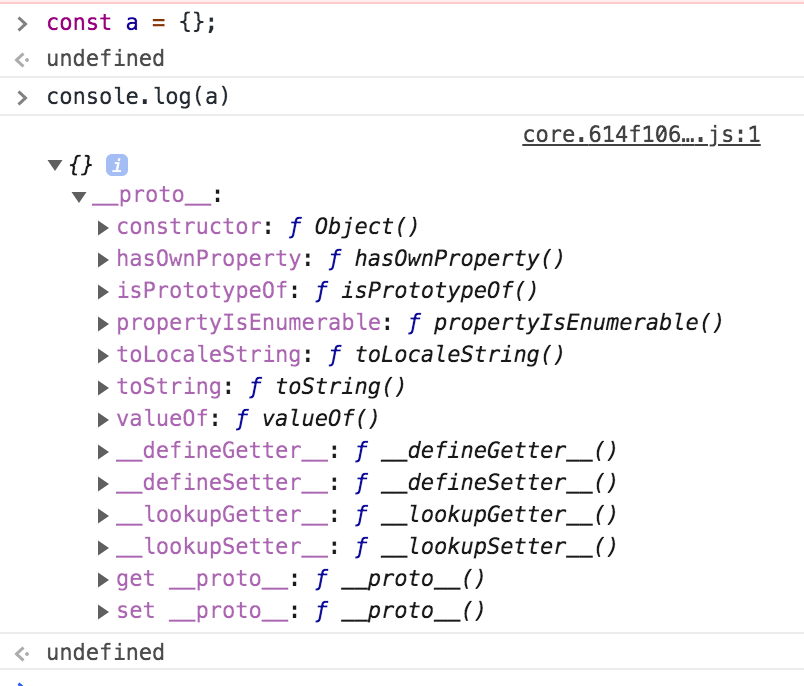 > const a = {};
<· undefined
> console.log(a)
core.614f106….js:1
▼{} i
▼__proto__:
▶constructor: ƒ Object()
▶hasOwnProperty: ƒ hasOwnProperty()
▶isPrototypeOf: ƒ isPrototypeOf()
▶propertyIsEnumerable: ƒ propertyIsEnumerable()
▶toLocaleString: ƒ toLocaleString()
▶toString: ƒ toString()
▶valueOf: ƒ valueOf()
▶__defineGetter__: ƒ __defineGetter__()
▶__defineSetter__: ƒ __defineSetter__()
▶__lookupGetter__: ƒ __lookupGetter__()
▶__lookupSetter__: ƒ __lookupSetter__()
▶get __proto__: ƒ __proto__()
▶set __proto__: ƒ __proto__()
<· undefined